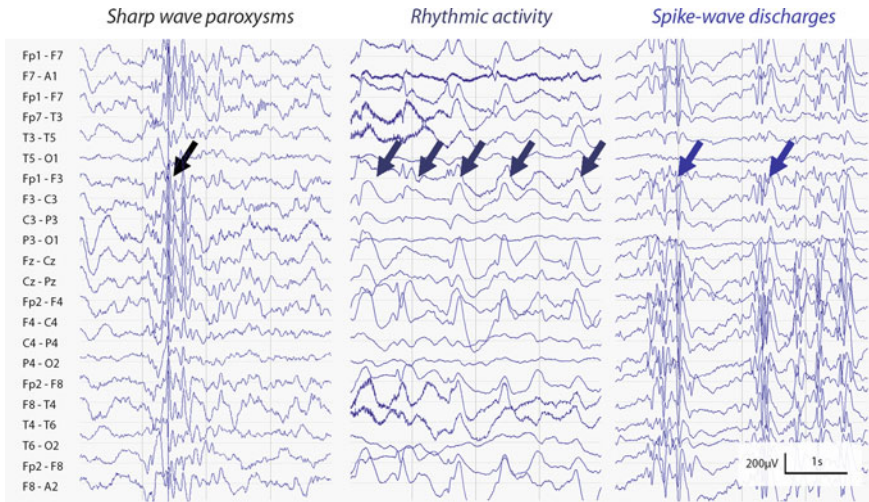 Sharp wave paroxysms
Rhythmic activity
Spike-wave discharges
Fp1 - F7
F7 - A1
Fp1 - F7
Fp7 - T3
T3 - T5
T5 - O1
Fp1 - F3
F3 - C3
C3 - P3
P3 - O1
Fz - Cz
Cz - Pz
Fp2 - F4
F4 - C4
C4 - P4
P4 - O2
Fp2 - F8
F8 - T4
T4 - T6
T6 - O2
Fp2 - F8
F8 - A2
200µV
1s